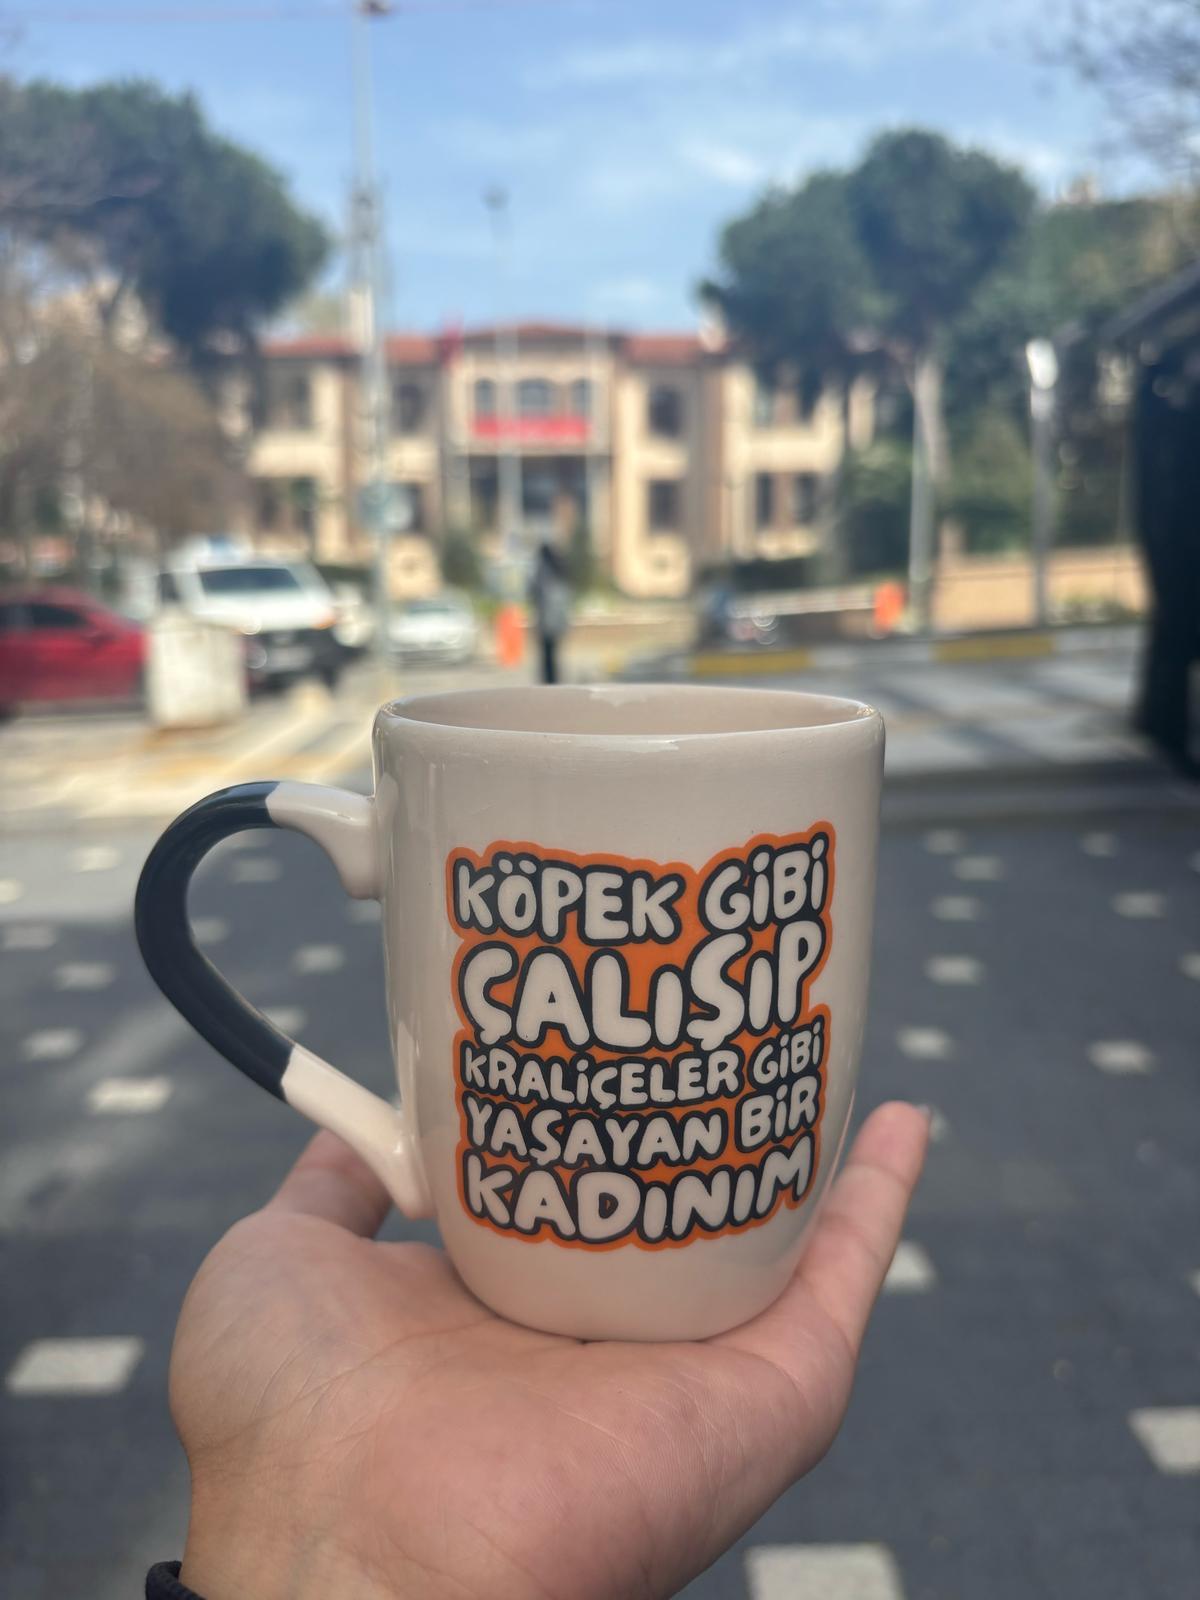 KÖPEK GİBİ
ÇALIŞIP
KRALİÇELER GİBİ
YAŞAYAN BİR
KADINIM